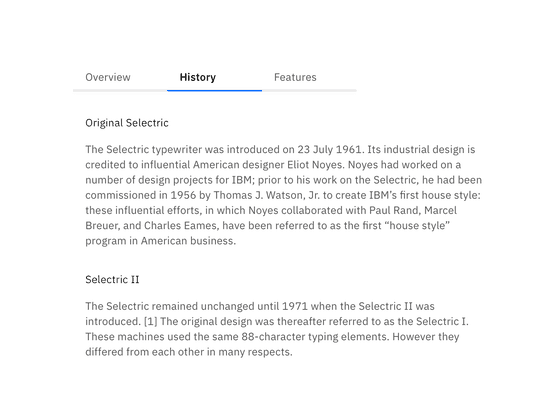 Overview
History
Features
Original Selectric
The Selectric typewriter was introduced on 23 July 1961. Its industrial design is
credited to influential American designer Eliot Noyes. Noyes had worked on a
number of design projects for IBM; prior to his work on the Selectric, he had been
commissioned in 1956 by Thomas J. Watson, Jr. to create IBM’s first house style:
these influential efforts, in which Noyes collaborated with Paul Rand, Marcel
Breuer, and Charles Eames, have been referred to as the first “house style”
program in American business.
Selectric II
The Selectric remained unchanged until 1971 when the Selectric II was
introduced. [1] The original design was thereafter referred to as the Selectric I.
These machines used the same 88-character typing elements. However they
differed from each other in many respects.